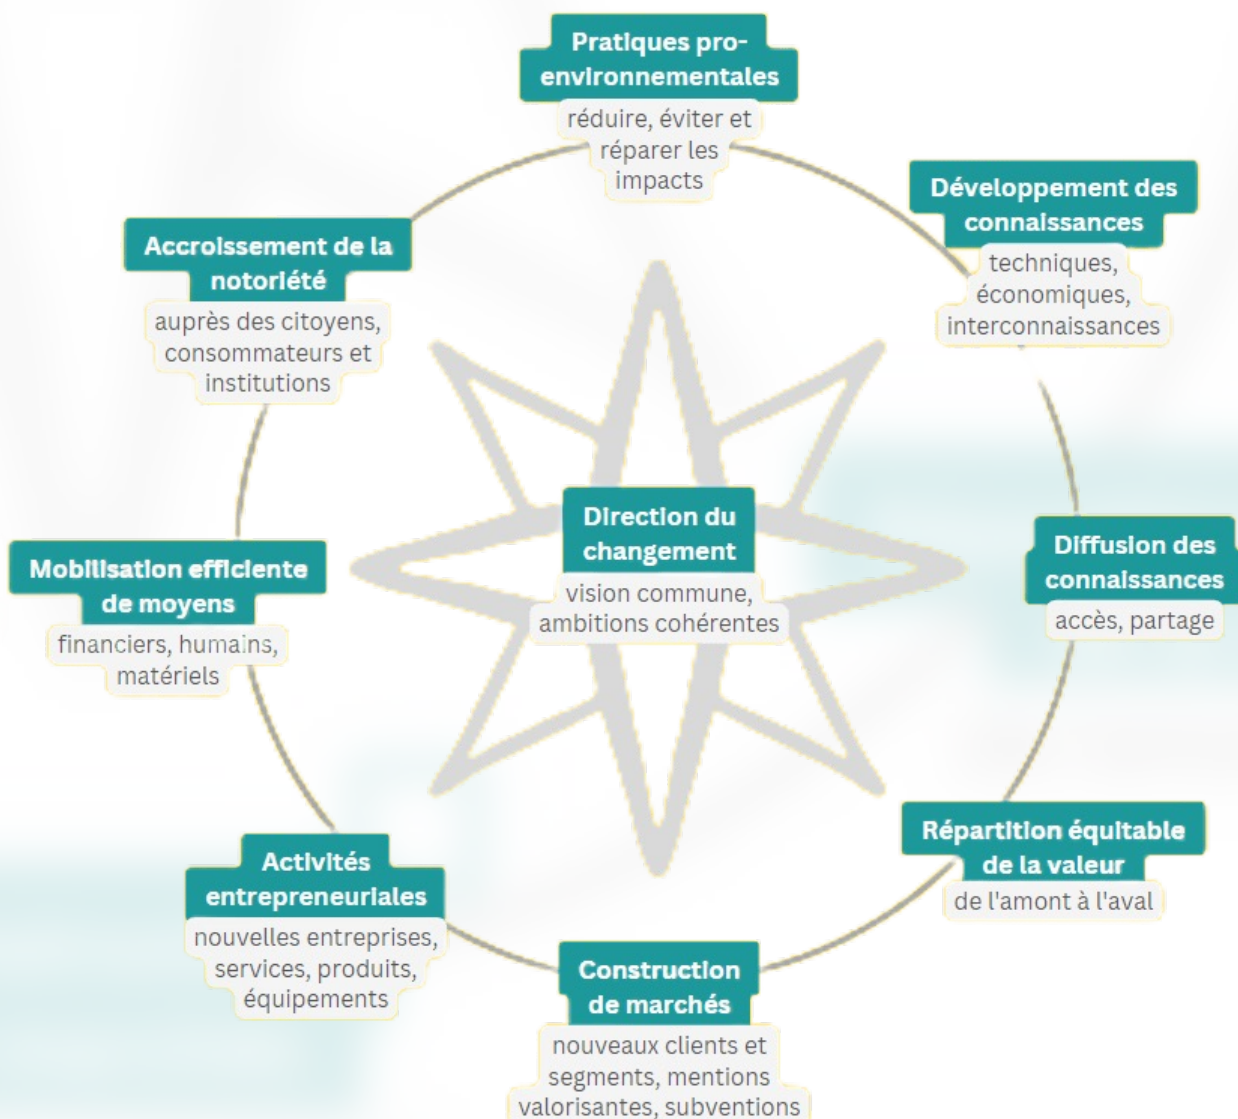 Pratiques pro-
environnementales
réduire, éviter et
réparer les
impacts
Développement des
connaissances
techniques,
économiques,
interconnaissances
Accroissement de la
notoriété
auprès des citoyens,
consommateurs et
institutions
Direction du
changement
vision commune,
ambitions cohérentes
Diffusion des
connaissances
accès, partage
Mobilisation efficiente
de moyens
financiers, humains,
matériels
Répartition équitable
de la valeur
de l'amont à l'aval
Activités
entrepreneuriales
nouvelles entreprises,
services, produits,
équipements
Construction
de marchés
nouveaux clients et
segments, mentions
valorisantes, subventions